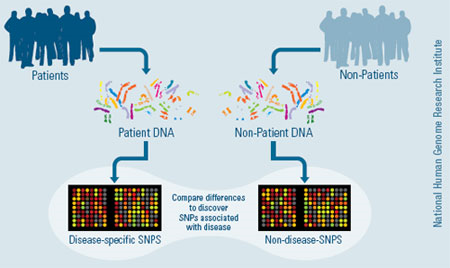 Patients
Non-Patients
Patient DNA
Non-Patient DNA
Compare differences
to discover
SNPs associated
with disease
Disease-specific SNPS
Non-disease-SNPS
National Human Genome Research Institute